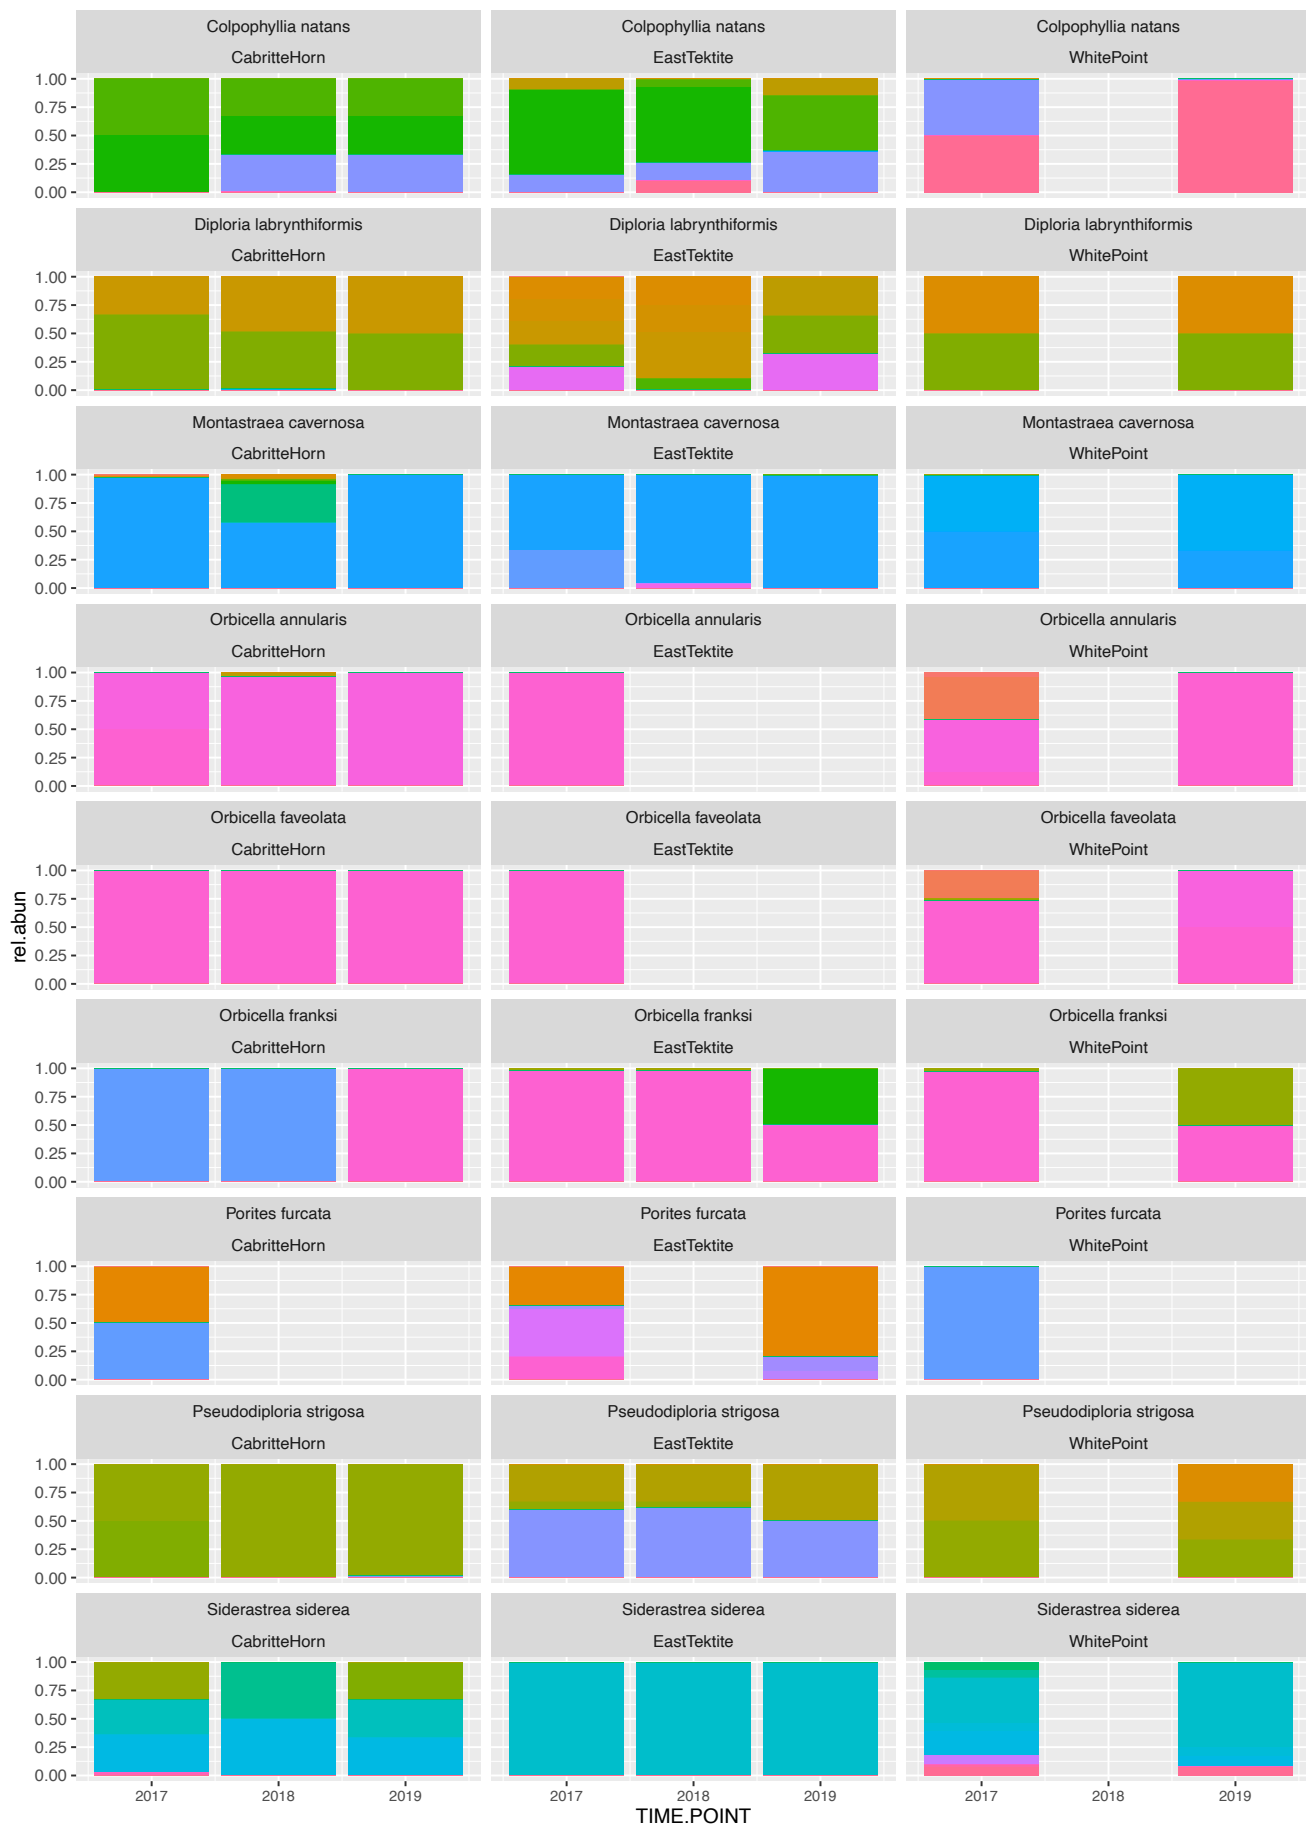 Colpophyllia natans Colpophyllia natans Colpophyllia natans
CabritteHorn EastTektite WhitePoint
1.00
0.75
0.50
0.25
0.00
Diploria labrynthiformis Diploria labrynthiformis Diploria labrynthiformis
CabritteHorn EastTektite WhitePoint
1.00
0.75
0.50
0.25
0.00
Montastraea cavernosa Montastraea cavernosa Montastraea cavernosa
CabritteHorn EastTektite WhitePoint
1.00
0.75
0.50
0.25
0.00
Orbicella annularis Orbicella annularis Orbicella annularis
CabritteHorn EastTektite WhitePoint
1.00
0.75
0.50
0.25
0.00
Orbicella faveolata Orbicella faveolata Orbicella faveolata
CabritteHorn EastTektite WhitePoint
1.00
0.75
0.50
0.25
0.00
rel.abun
Orbicella franksi Orbicella franksi Orbicella franksi
CabritteHorn EastTektite WhitePoint
1.00
0.75
0.50
0.25
0.00
Porites furcata Porites furcata Porites furcata
CabritteHorn EastTektite WhitePoint
1.00
0.75
0.50
0.25
0.00
Pseudodiploria strigosa Pseudodiploria strigosa Pseudodiploria strigosa
CabritteHorn EastTektite WhitePoint
1.00
0.75
0.50
0.25
0.00
Siderastrea siderea Siderastrea siderea Siderastrea siderea
CabritteHorn EastTektite WhitePoint
1.00
0.75
0.50
0.25
0.00
2017 2018 2019 2017 2018 2019 2017 2018 2019
TIME.POINT